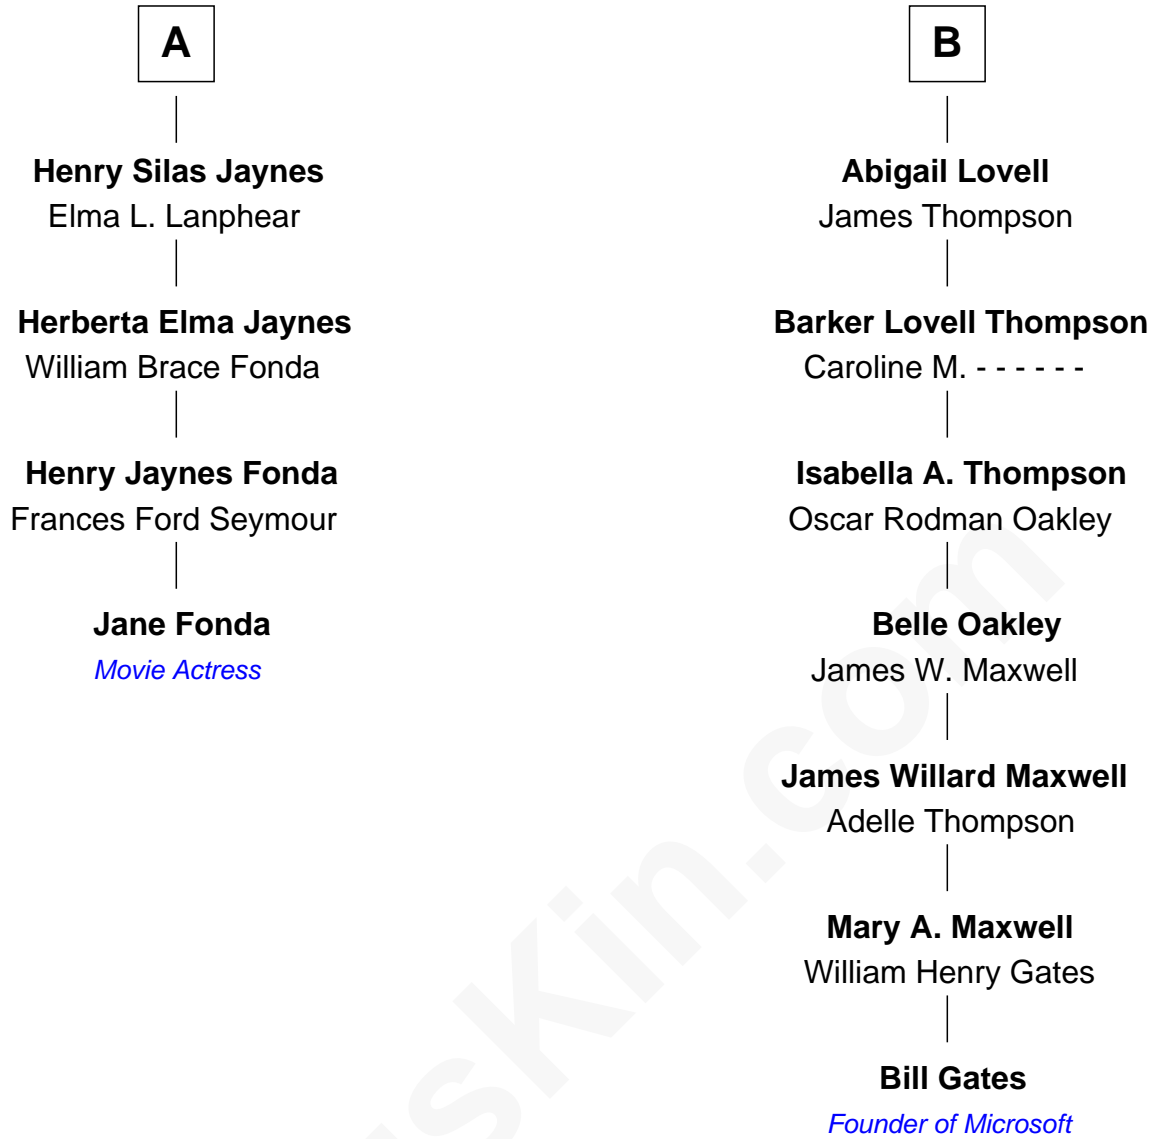 A
Henry Silas Jaynes
Elma L. Lanphear
Herberta Elma Jaynes
William Brace Fonda
Henry Jaynes Fonda
Frances Ford Seymour
Jane Fonda
Movie Actress
B
Abigail Lovell
James Thompson
Barker Lovell Thompson
Caroline M. - - - - - -
Isabella A. Thompson
Oscar Rodman Oakley
Belle Oakley
James W. Maxwell
James Willard Maxwell
Adelle Thompson
Mary A. Maxwell
William Henry Gates
Bill Gates
Founder of Microsoft